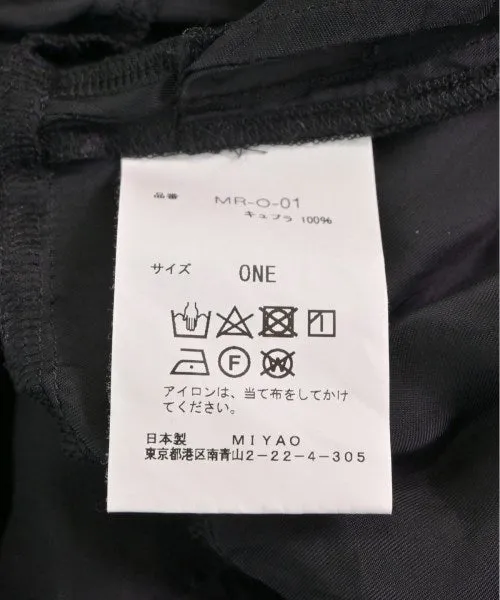 品番 MR-O-01
キュプラ 100%
サイズ ONE
F W
アイロンは、当て布をしてかけ
てください。
日本製 MIYAO
東京都港区南青山2-22-4-305